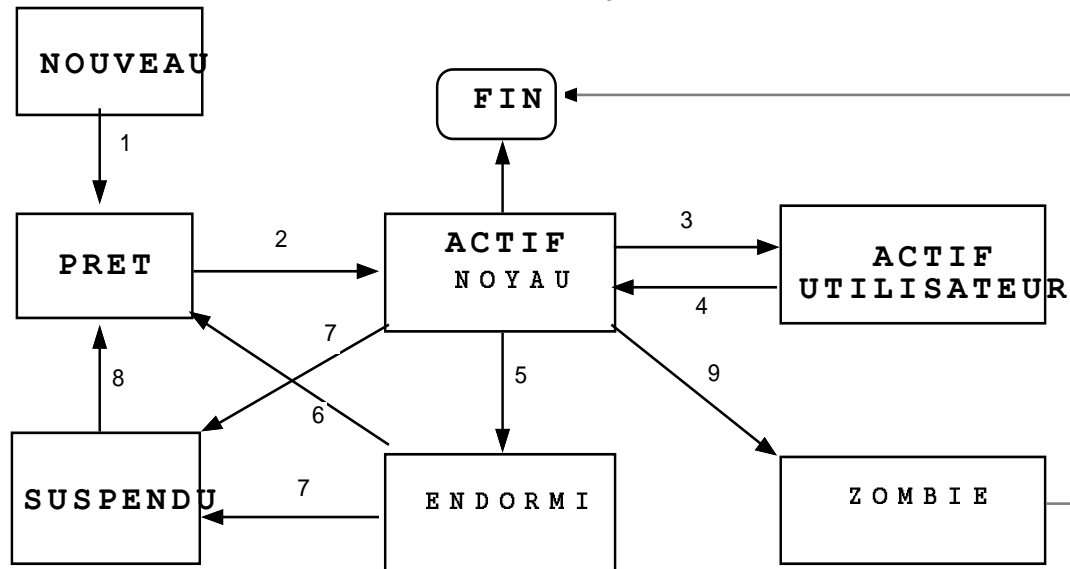 NOUVEAU
FIN
1
PRET
2
ACTIF
NOYAU
3
ACTIF
UTILISATEUR
4
7
8
6
5
9
SUSPENDU
7
ENDORMI
ZOMBIE